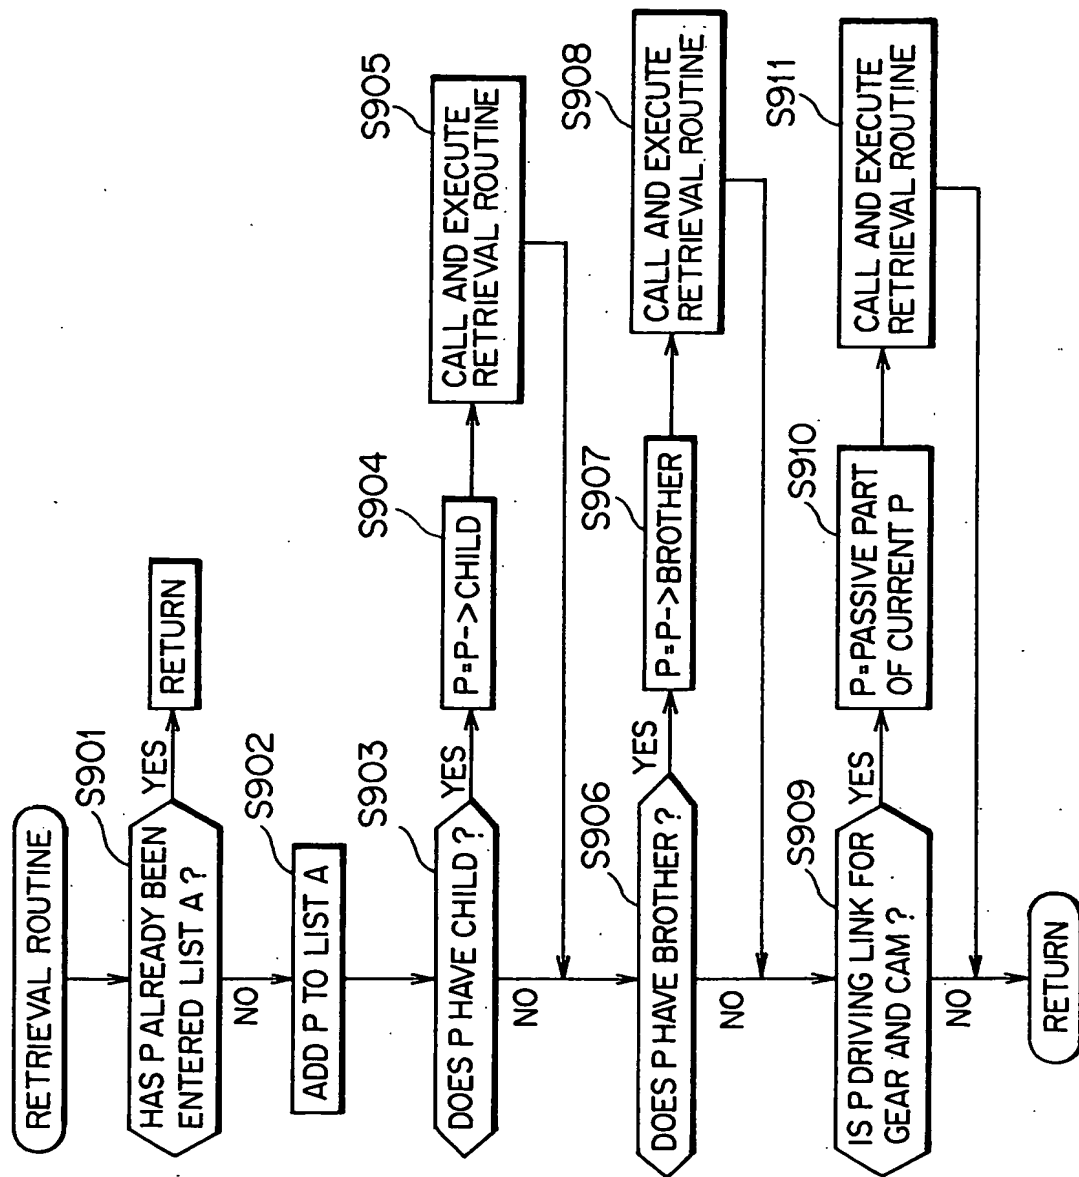 RETRIEVAL ROUTINE
S901
HAS P ALREADY BEEN
ENTERED LIST A ?
YES
RETURN
NO
S902
ADD P TO LIST A
S903
DOES P HAVE CHILD ?
YES
S904
P=P->CHILD
S905
CALL AND EXECUTE
RETRIEVAL ROUTINE
NO
S906
DOES P HAVE BROTHER ?
YES
S907
P=P->BROTHER
S908
CALL AND EXECUTE
RETRIEVAL ROUTINE
NO
S909
IS P DRIVING LINK FOR
GEAR AND CAM ?
YES
S910
P=PASSIVE PART
OF CURRENT P
S911
CALL AND EXECUTE
RETRIEVAL ROUTINE
NO
RETURN